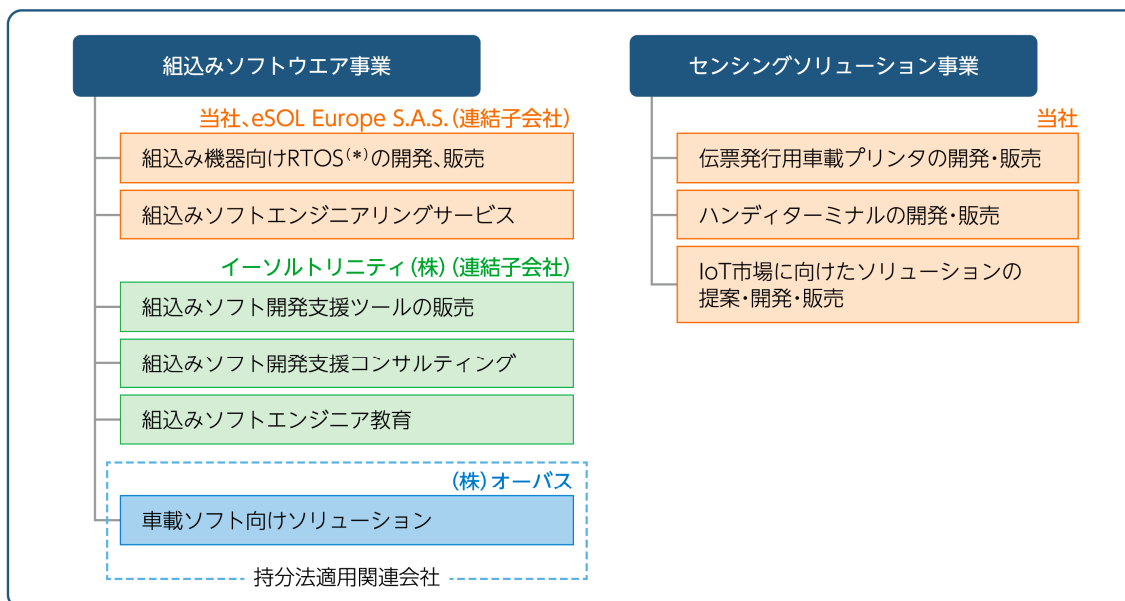 組込みソフトウエア事業
当社、eSOL Europe S.A.S.(連結子会社)
組込み機器向けRTOS(*)の開発、販売
組込みソフトエンジニアリングサービス
イーソルトリニティ(株)(連結子会社)
組込みソフト開発支援ツールの販売
組込みソフト開発支援コンサルティング
組込みソフトエンジニア教育
(株)オーバス
車載ソフト向けソリューション
持分法適用関連会社
センシングソリューション事業
当社
伝票発行用車載プリンタの開発・販売
ハンディターミナルの開発・販売
IoT市場に向けたソリューションの
提案・開発・販売